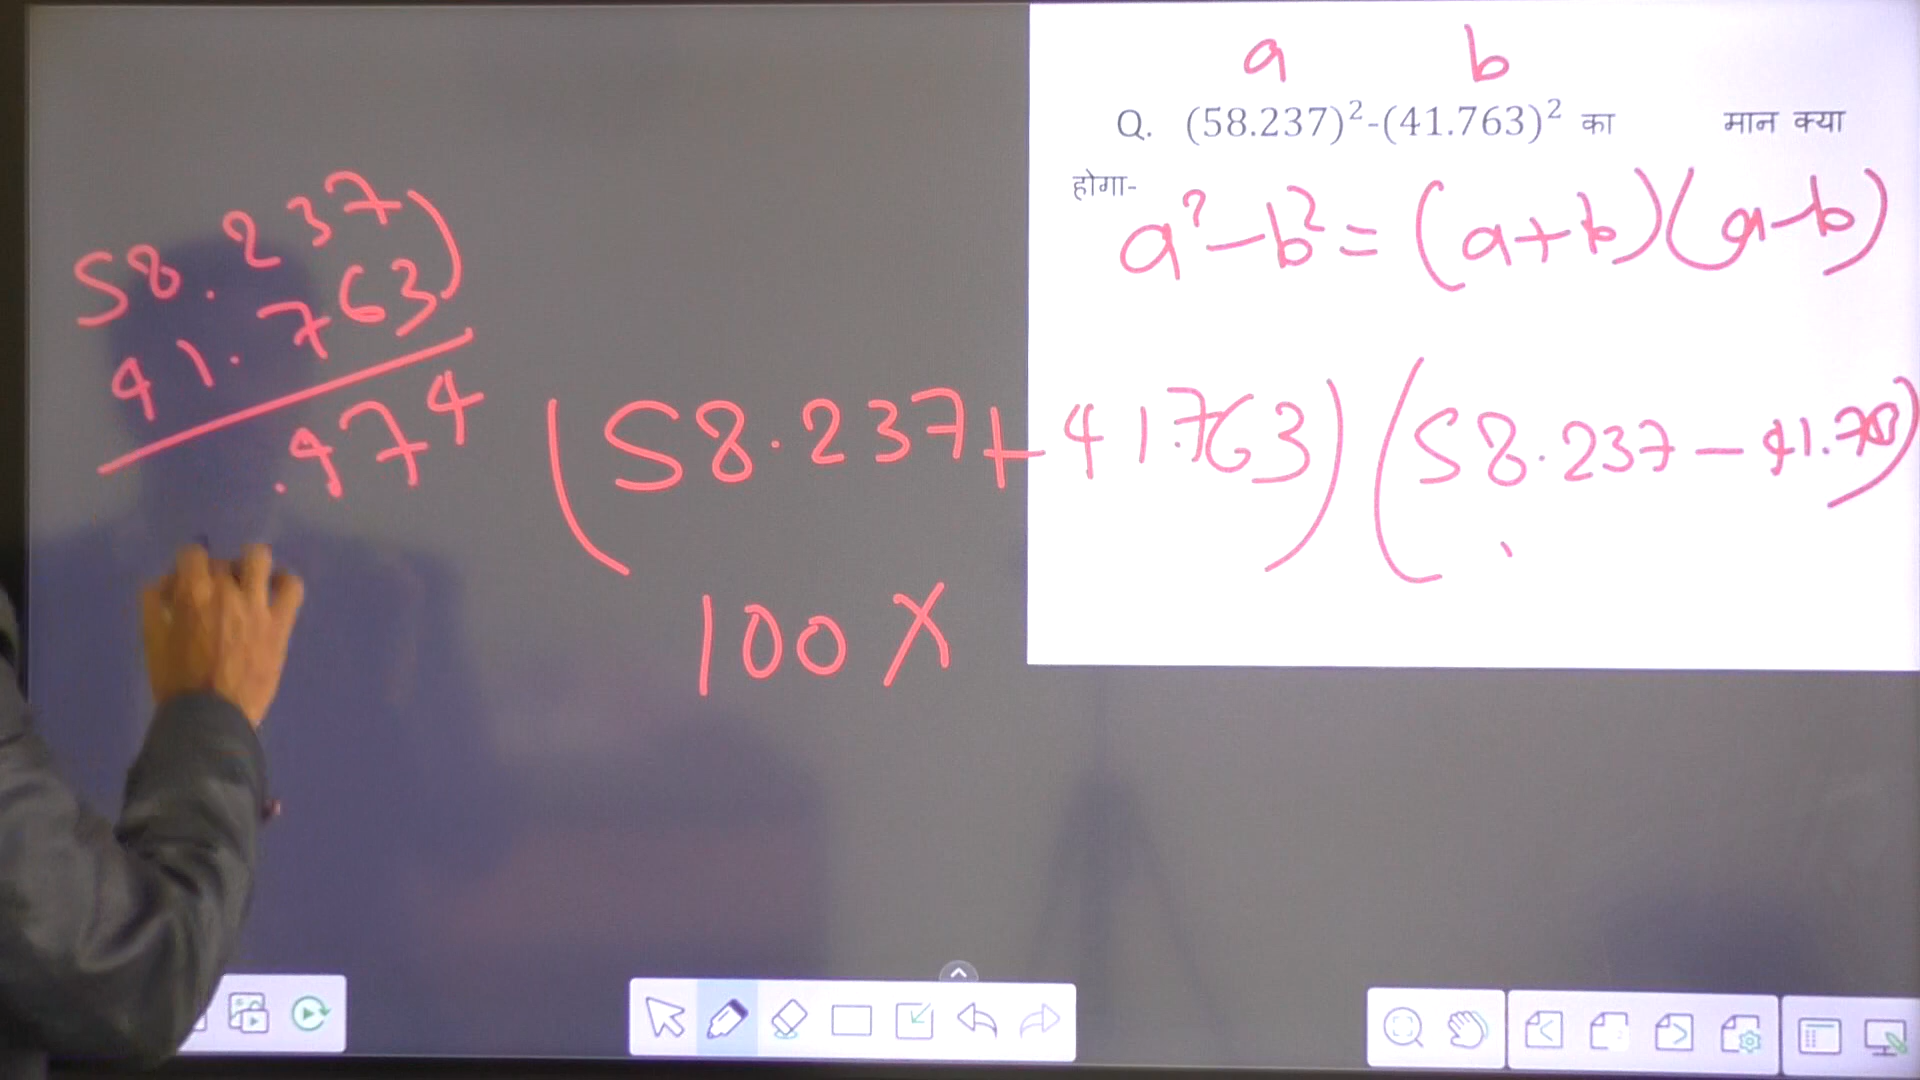 a b
Q. (58.237)²-(41.763)² का मान क्या
होगा-
a²-b² = (a+b)(a-b)
58.237)
41.763)
.474
(58.237+41.763)(58.237-41.763)
100 X